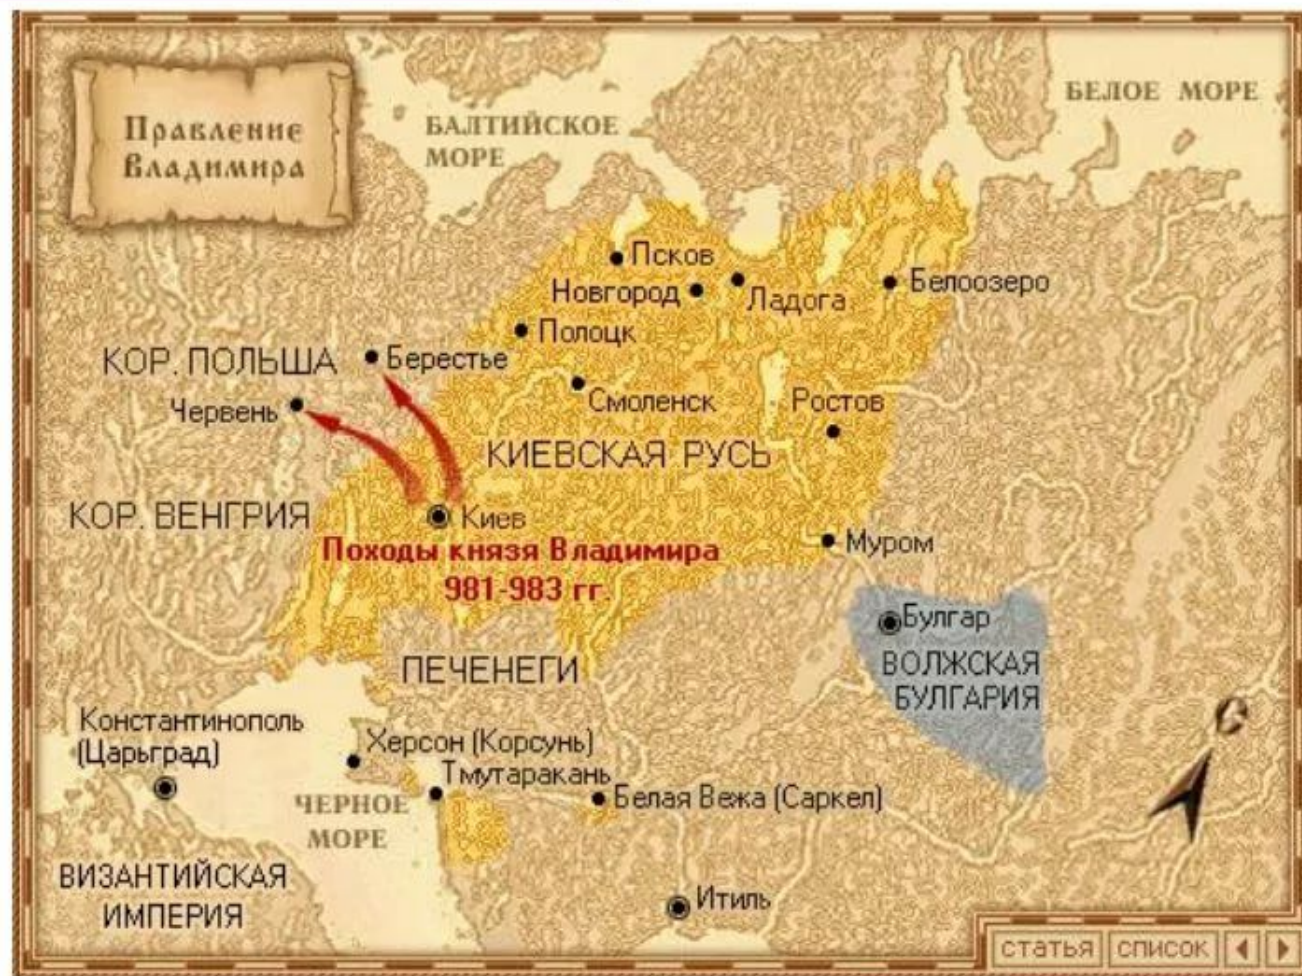 Правление
Владимира
БАЛТИЙСКОЕ
МОРЕ
БЕЛОЕ МОРЕ
Псков
Новгород
Ладога
Белоозеро
Полоцк
КОР. ПОЛЬША
Берестье
Червень
Смоленск
Ростов
КИЕВСКАЯ РУСЬ
КОР. ВЕНГРИЯ
Киев
Походы князя Владимира
981-983 гг.
Муром
Булгар
ВОЛЖСКАЯ
БУЛГАРИЯ
ПЕЧЕНЕГИ
Константинополь
(Царьград)
Херсон (Корсунь)
Тмутаракань
Белая Вежа (Саркел)
ЧЕРНОЕ
МОРЕ
С
ВИЗАНТИЙСКАЯ
ИМПЕРИЯ
Итиль
статья список